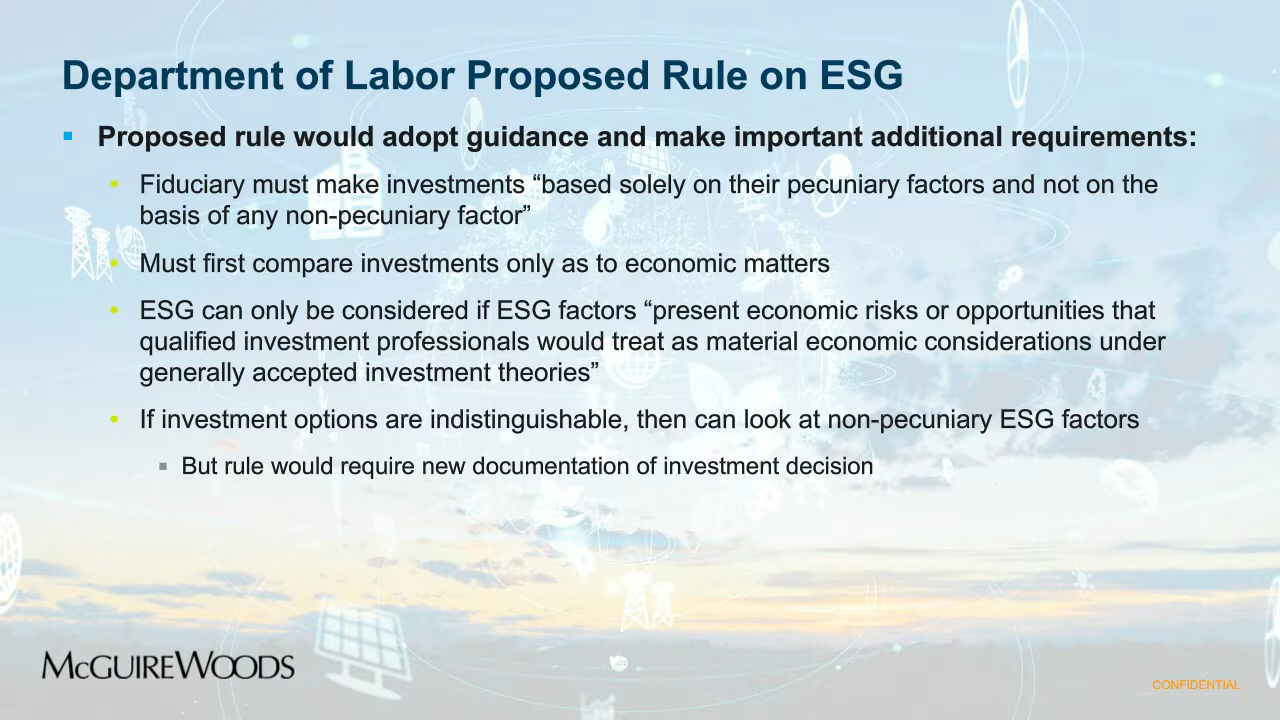 Department of Labor Proposed Rule on ESG
▪ Proposed rule would adopt guidance and make important additional requirements:
• Fiduciary must make investments “based solely on their pecuniary factors and not on the
basis of any non-pecuniary factor”
• Must first compare investments only as to economic matters
• ESG can only be considered if ESG factors “present economic risks or opportunities that
qualified investment professionals would treat as material economic considerations under
generally accepted investment theories”
• If investment options are indistinguishable, then can look at non-pecuniary ESG factors
▪ But rule would require new documentation of investment decision
McGuireWoods
CONFIDENTIAL